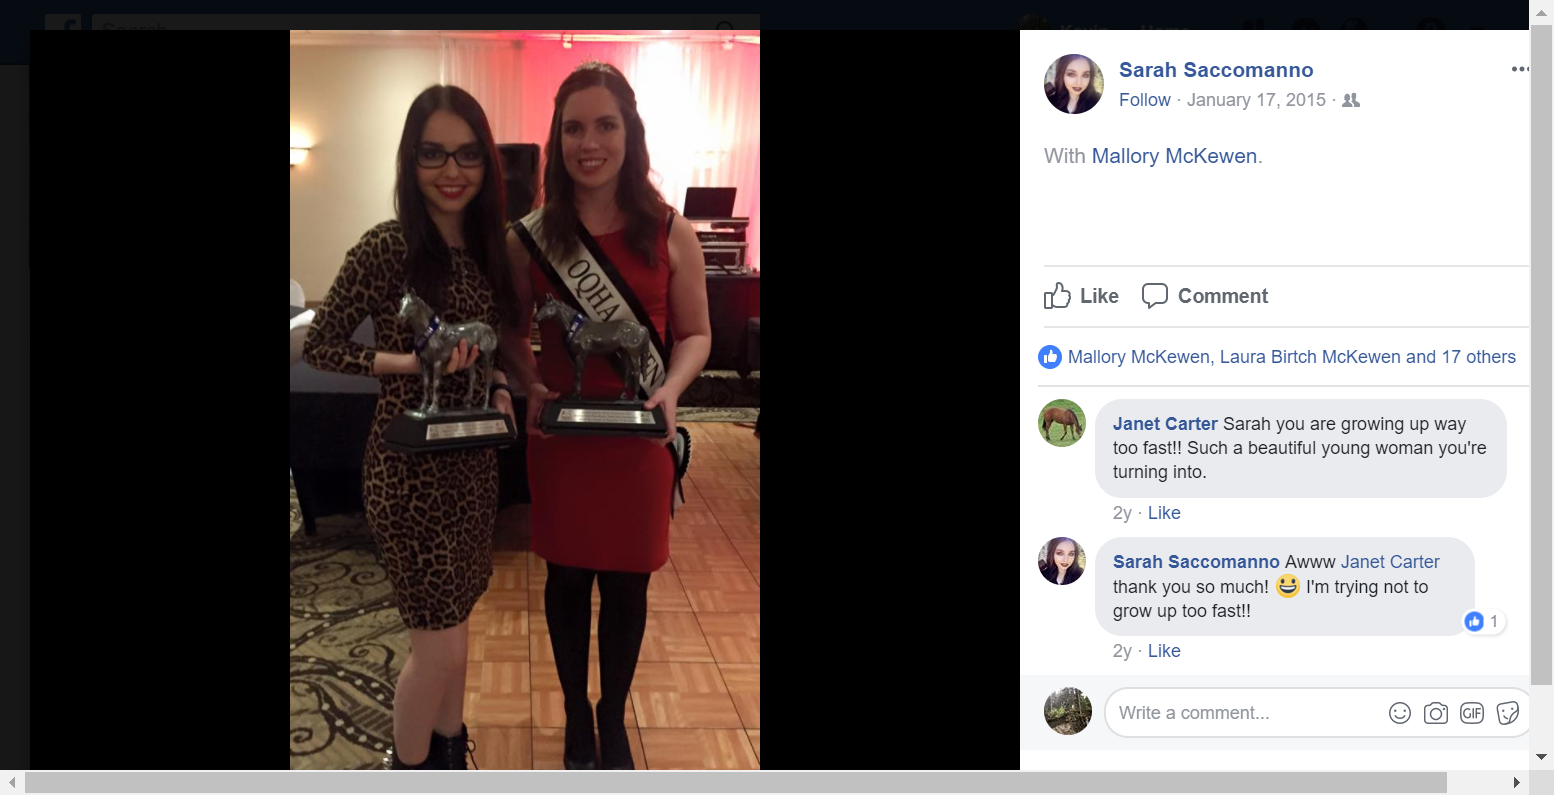 Search
Sarah Saccomanno
Follow · January 17, 2015 ·
With Mallory McKewen.
Like Comment
Mallory McKewen, Laura Birtch McKewen and 17 others
Janet Carter Sarah you are growing up way
too fast!! Such a beautiful young woman you're
turning into.
2y · Like
Sarah Saccomanno Awww Janet Carter
thank you so much! 😀 I'm trying not to
grow up too fast!!
1
2y · Like
Write a comment...
GIF
OQHA
EN